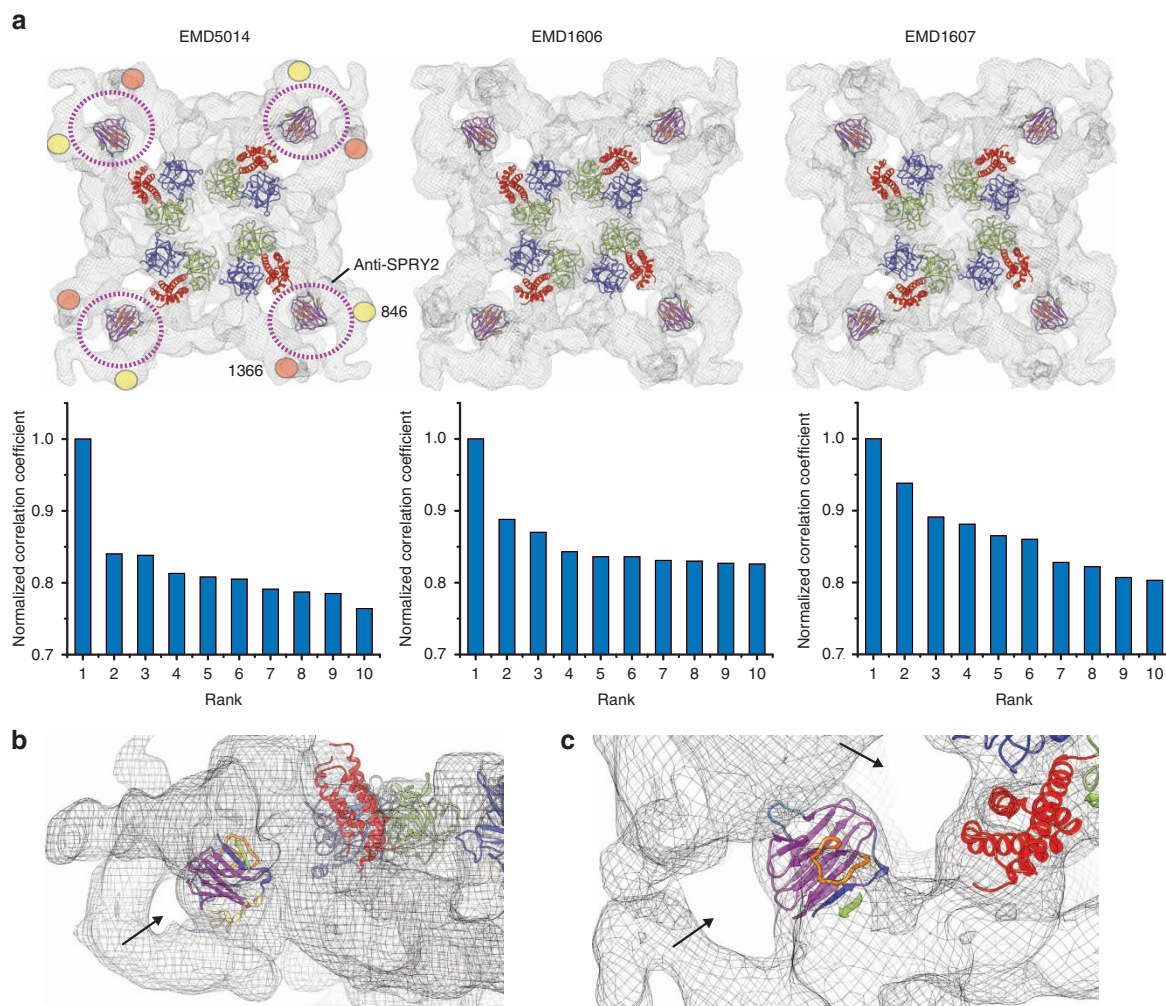 a
EMD5014
EMD1606
EMD1607
Anti-SPRY2
846
1366
Normalized correlation coefficient
1.0
0.9
0.8
0.7
1 2 3 4 5 6 7 8 9 10
Rank
Normalized correlation coefficient
1.0
0.9
0.8
0.7
1 2 3 4 5 6 7 8 9 10
Rank
Normalized correlation coefficient
1.0
0.9
0.8
0.7
1 2 3 4 5 6 7 8 9 10
Rank
b
c